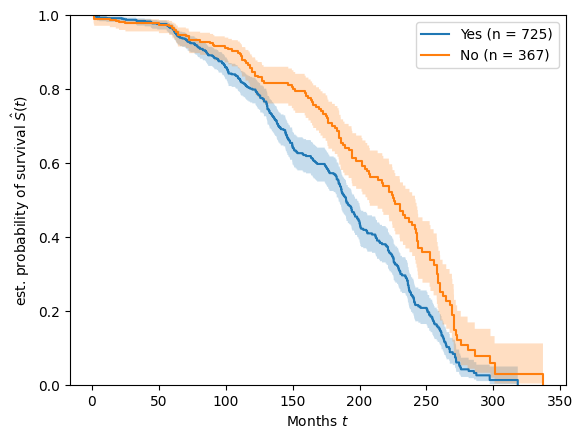 1.0
0.8
0.6
0.4
0.2
0.0
est. probability of survival Ŝ(t)
Yes (n = 725)
No (n = 367)
0 50 100 150 200 250 300 350
Months t